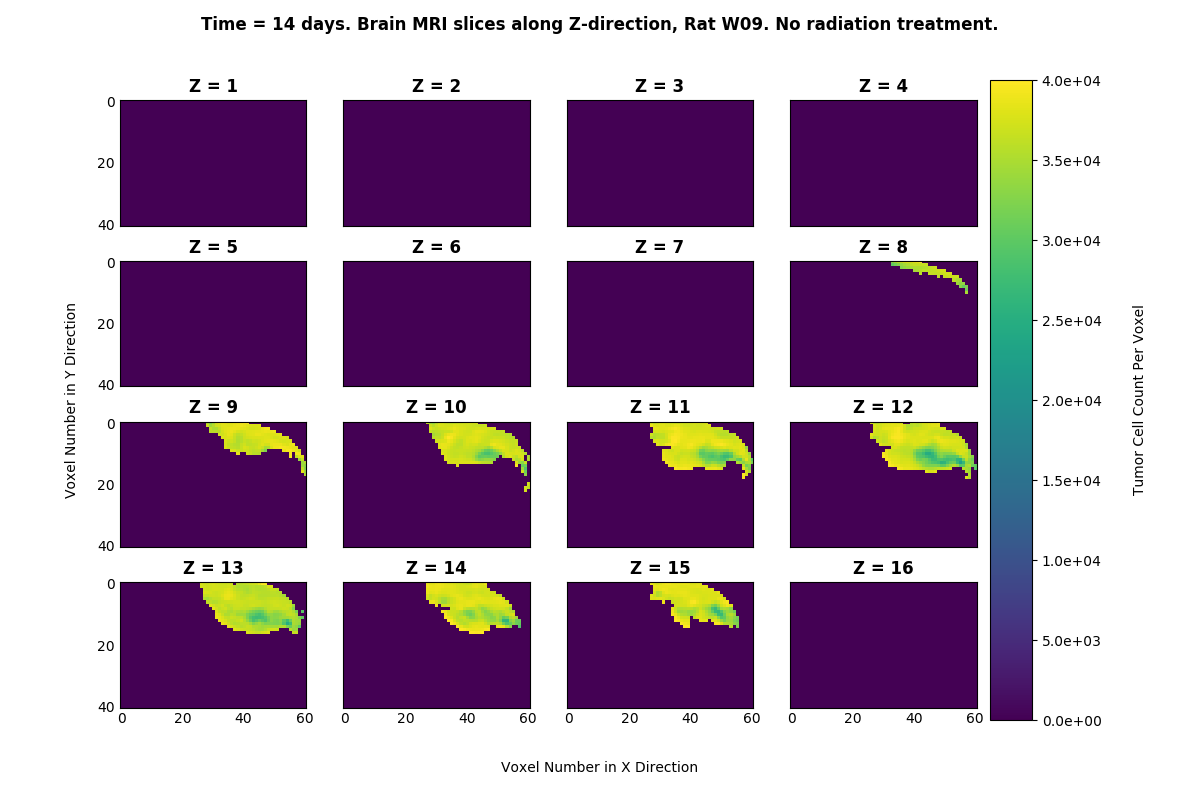 Time = 14 days. Brain MRI slices along Z-direction, Rat W09. No radiation treatment.
Z = 1
Z = 2
Z = 3
Z = 4
0
20
40
Z = 5
Z = 6
Z = 7
Z = 8
0
20
40
Z = 9
Z = 10
Z = 11
Z = 12
0
20
40
Z = 13
Z = 14
Z = 15
Z = 16
0
20
40
0 20 40 60
0 20 40 60
0 20 40 60
0 20 40 60
Voxel Number in Y Direction
Voxel Number in X Direction
4.0e+04
3.5e+04
3.0e+04
2.5e+04
2.0e+04
1.5e+04
1.0e+04
5.0e+03
0.0e+00
Tumor Cell Count Per Voxel